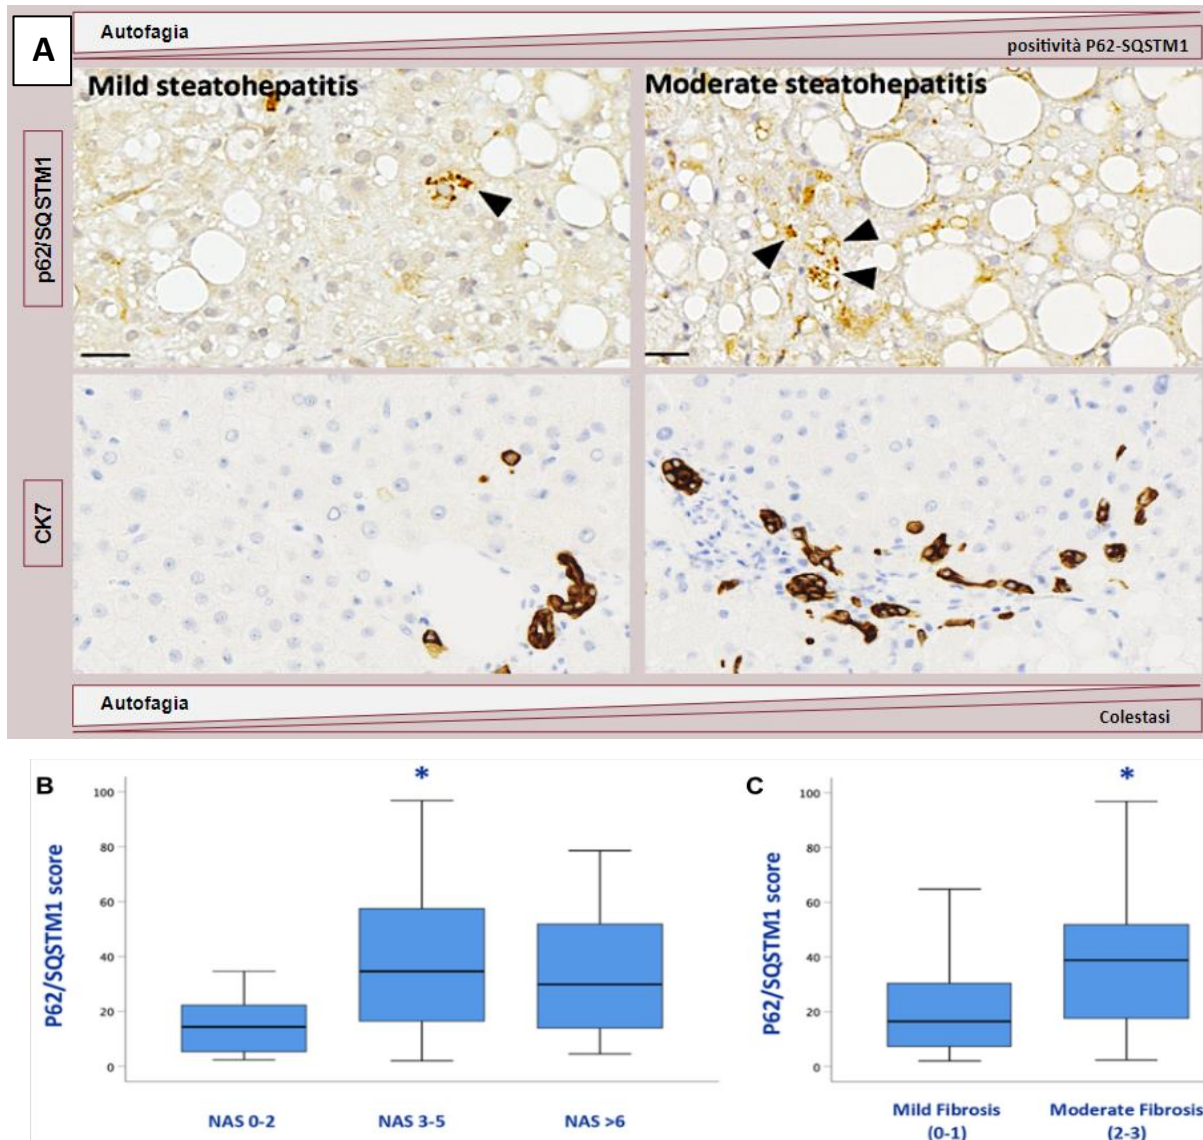 A
Autofagia
positività P62-SQSTM1
Mild steatohepatitis
Moderate steatohepatitis
p62/SQSTM1
CK7
Autofagia
Colestasi
B
*
P62/SQSTM1 score
100
80
60
40
20
0
NAS 0-2
NAS 3-5
NAS >6
C
*
P62/SQSTM1 score
100
80
60
40
20
0
Mild Fibrosis
(0-1)
Moderate Fibrosis
(2-3)